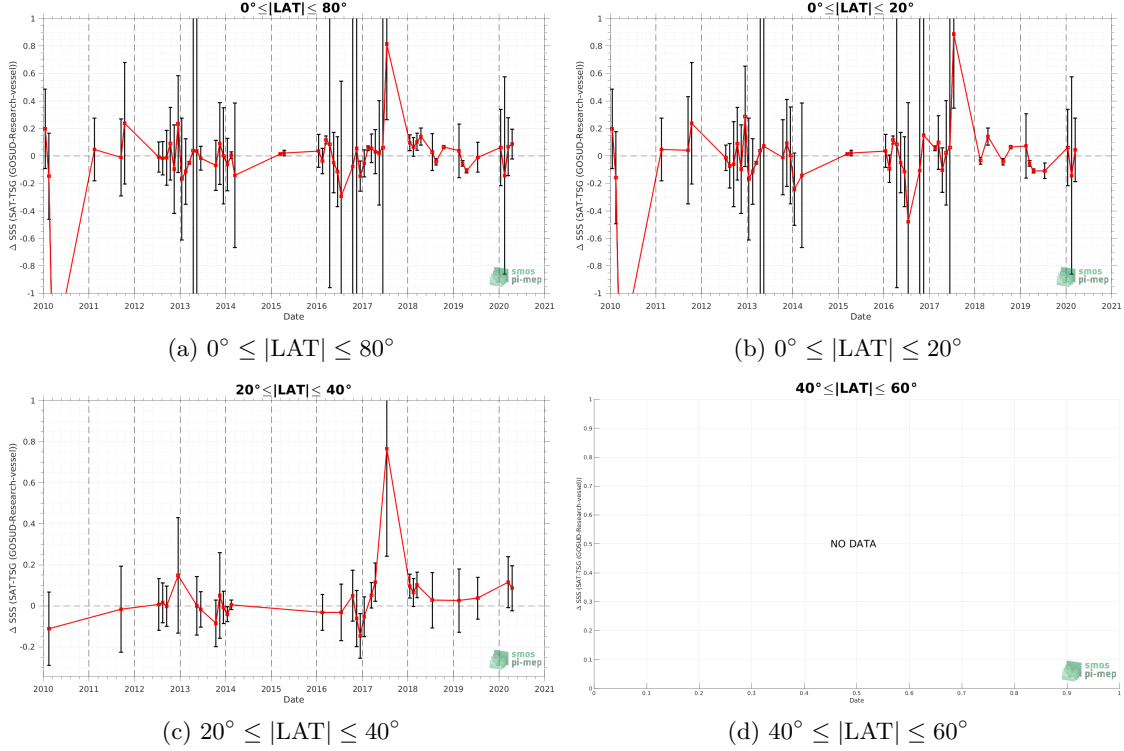 0°≤|LAT|≤ 80°
Δ SSS (SAT-TSG (GOSUD-Research-vessel))
1
0.8
0.6
0.4
0.2
0
-0.2
-0.4
-0.6
-0.8
-1
2010 2011 2012 2013 2014 2015 2016 2017 2018 2019 2020 2021
Date
smos
pi-mep
(a) 0° ≤ |LAT| ≤ 80°
0°≤|LAT|≤ 20°
Δ SSS (SAT-TSG (GOSUD-Research-vessel))
1
0.8
0.6
0.4
0.2
0
-0.2
-0.4
-0.6
-0.8
-1
2010 2011 2012 2013 2014 2015 2016 2017 2018 2019 2020 2021
Date
smos
pi-mep
(b) 0° ≤ |LAT| ≤ 20°
20°≤|LAT|≤ 40°
Δ SSS (SAT-TSG (GOSUD-Research-vessel))
1
0.8
0.6
0.4
0.2
0
-0.2
2010 2011 2012 2013 2014 2015 2016 2017 2018 2019 2020 2021
Date
smos
pi-mep
(c) 20° ≤ |LAT| ≤ 40°
40°≤|LAT|≤ 60°
Δ SSS (SAT-TSG (GOSUD-Research-vessel))
1
0.9
0.8
0.7
0.6
0.5
0.4
0.3
0.2
0.1
0
NO DATA
0 0.1 0.2 0.3 0.4 0.5 0.6 0.7 0.8 0.9 1
Date
smos
pi-mep
(d) 40° ≤ |LAT| ≤ 60°